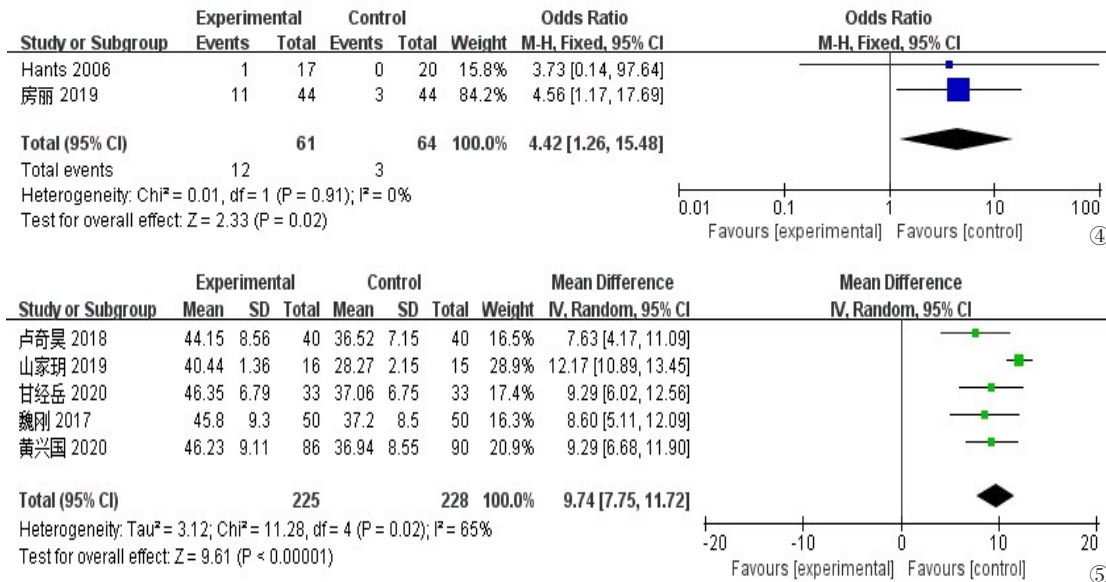 Experimental Control Odds Ratio Odds Ratio
Study or Subgroup Events Total Events Total Weight M-H, Fixed, 95% CI M-H, Fixed, 95% CI
Hants 2006 1 17 0 20 15.8% 3.73 [0.14, 97.64]
房丽 2019 11 44 3 44 84.2% 4.56 [1.17, 17.69]
Total (95% CI) 61 64 100.0% 4.42 [1.26, 15.48]
Total events 12 3
Heterogeneity: Chi² = 0.01, df = 1 (P = 0.91); I² = 0%
Test for overall effect: Z = 2.33 (P = 0.02)
0.01 0.1 1 10 100
Favours [experimental] Favours [control]
④
Experimental Control Mean Difference Mean Difference
Study or Subgroup Mean SD Total Mean SD Total Weight IV, Random, 95% CI IV, Random, 95% CI
卢奇昊 2018 44.15 8.56 40 36.52 7.15 40 16.5% 7.63 [4.17, 11.09]
山家玥 2019 40.44 1.36 16 28.27 2.15 15 28.9% 12.17 [10.89, 13.45]
甘经岳 2020 46.35 6.79 33 37.06 6.75 33 17.4% 9.29 [6.02, 12.56]
魏刚 2017 45.8 9.3 50 37.2 8.5 50 16.3% 8.60 [5.11, 12.09]
黄兴国 2020 46.23 9.11 86 36.94 8.55 90 20.9% 9.29 [6.68, 11.90]
Total (95% CI) 225 228 100.0% 9.74 [7.75, 11.72]
Heterogeneity: Tau² = 3.12; Chi² = 11.28, df = 4 (P = 0.02); I² = 65%
Test for overall effect: Z = 9.61 (P < 0.00001)
-20 -10 0 10 20
Favours [experimental] Favours [control]
⑤